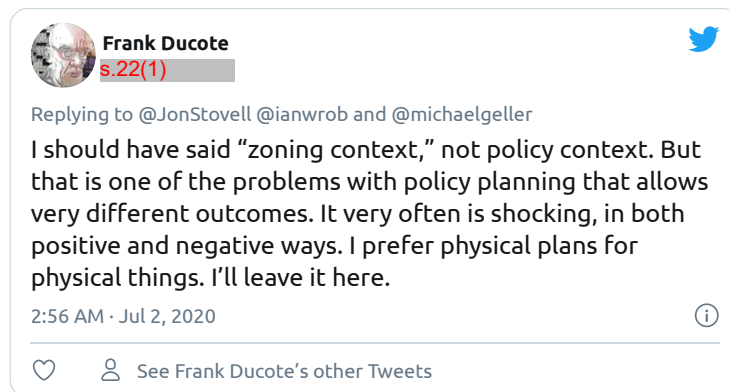 Frank Ducote
s.22(1)
Replying to @JonStovell @ianwrob and @michaelgeller
I should have said “zoning context,” not policy context. But
that is one of the problems with policy planning that allows
very different outcomes. It very often is shocking, in both
positive and negative ways. I prefer physical plans for
physical things. I’ll leave it here.
2:56 AM · Jul 2, 2020
See Frank Ducote’s other Tweets